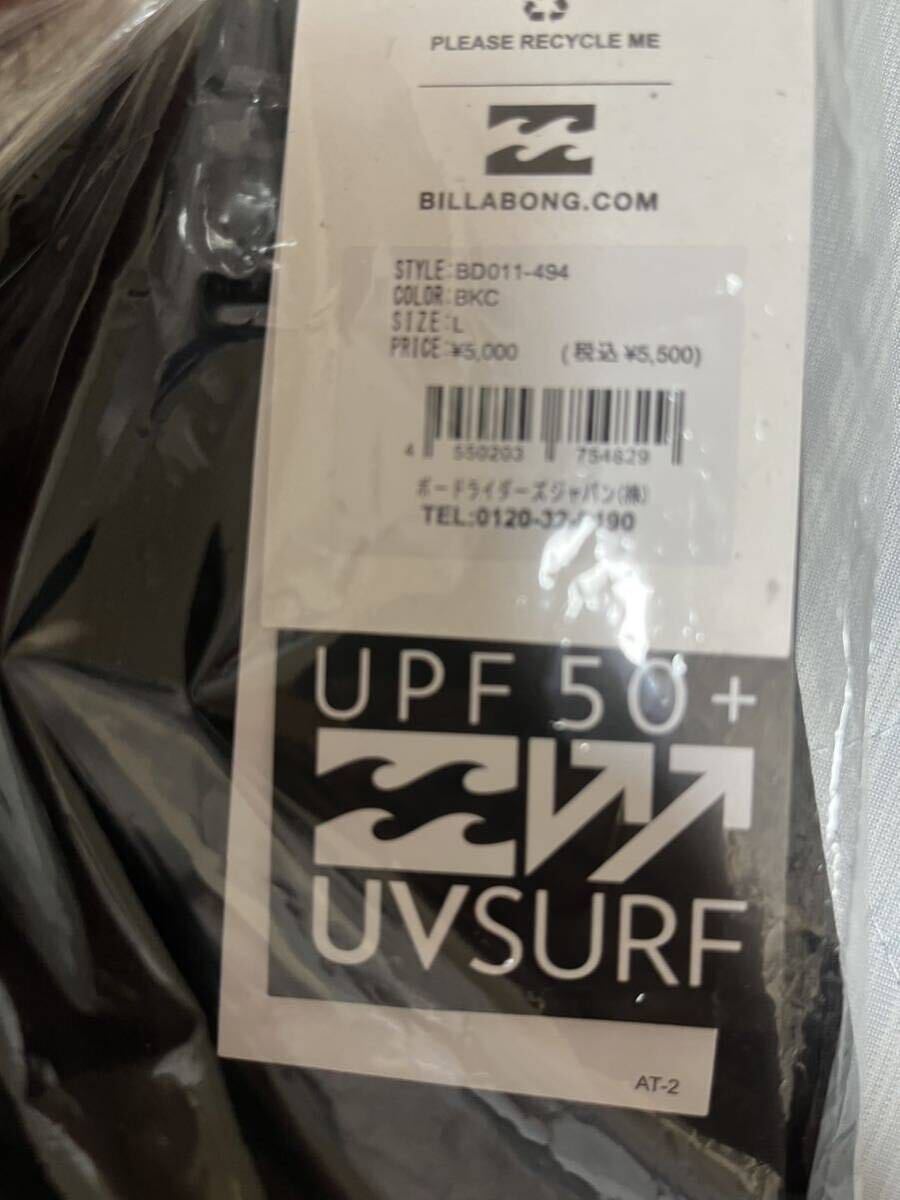 PLEASE RECYCLE ME
BILLABONG.COM
STYLE:BD011-494
COLOR:BKC
SIZE:L
PRICE:¥5,000 (税込 ¥5,500)
4 550203 754829
ボードライダーズジャパン(株)
UPF 50+
UVSURF
AT-2